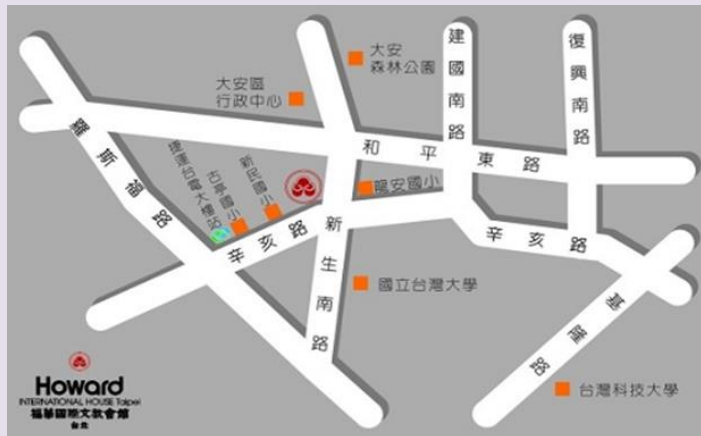 大安
森林公園
大安區
行政中心
建國南路
復興南路
羅斯福路
和平東路
捷運台電大樓站
古亭國小
新民國小
龍安國小
辛亥路
新生南路
辛亥路
國立台灣大學
基隆路
台灣科技大學
Howard
INTERNATIONAL HOUSE Taipei
福華國際文教會館
台北